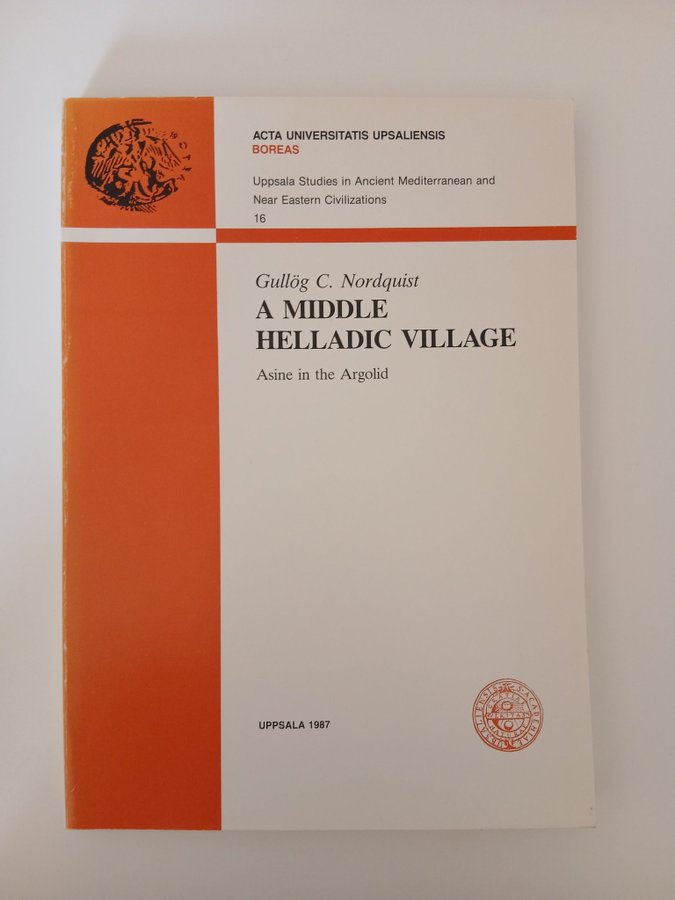 ACTA UNIVERSITATIS UPSALIENSIS
BOREAS
Uppsala Studies in Ancient Mediterranean and
Near Eastern Civilizations
16
Gullög C. Nordquist
A MIDDLE
HELLADIC VILLAGE
Asine in the Argolid
UPPSALA 1987